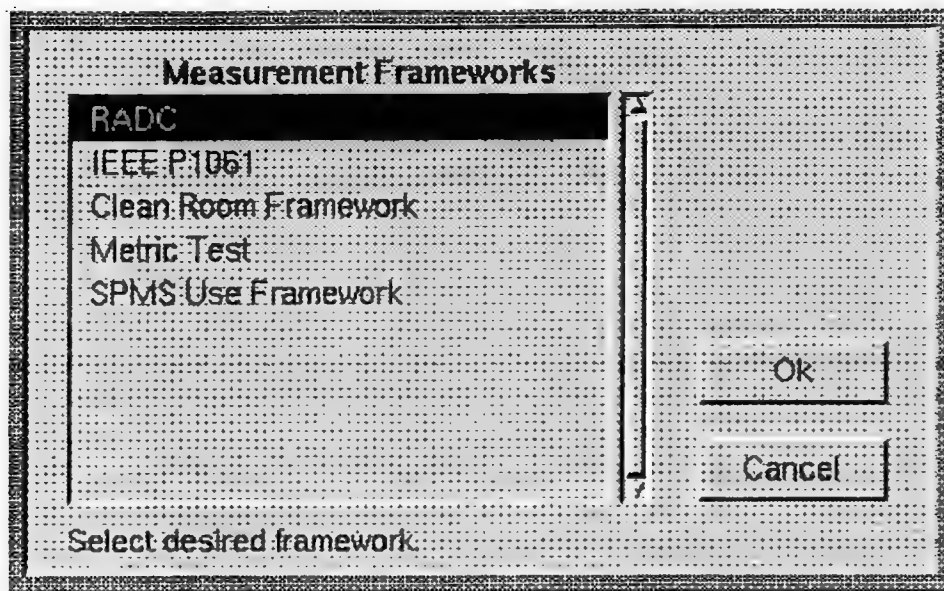 Measurement Frameworks
RADC
IEEE P1061
Clean Room Framework
Metric Test
SPMS Use Framework
Ok
Cancel
Select desired framework.